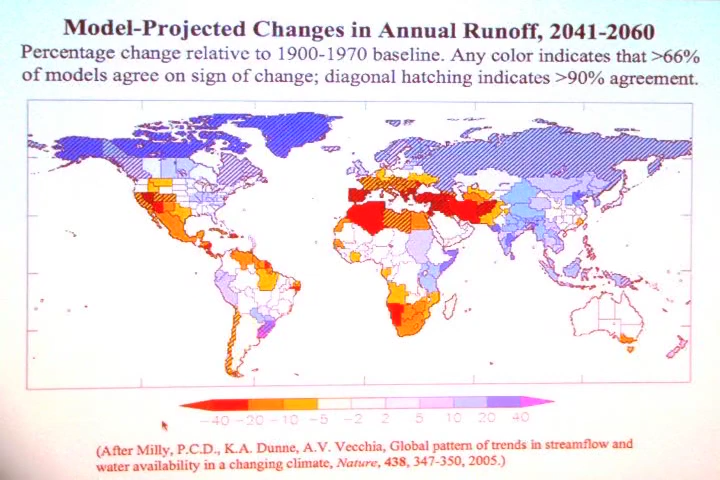 Model-Projected Changes in Annual Runoff, 2041-2060
Percentage change relative to 1900-1970 baseline. Any color indicates that >66%
of models agree on sign of change; diagonal hatching indicates >90% agreement.
-40 -20 -10 -5 -2 2 5 10 20 40
(After Milly, P.C.D., K.A. Dunne, A.V. Vecchia, Global pattern of trends in streamflow and
water availability in a changing climate, Nature, 438, 347-350, 2005.)